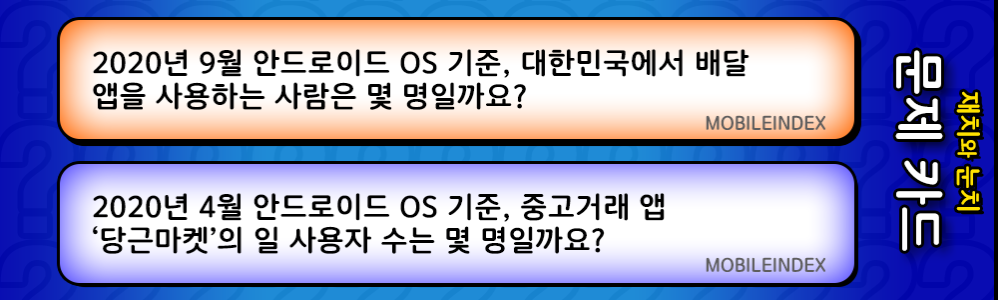 2020년 9월 안드로이드 OS 기준, 대한민국에서 배달
앱을 사용하는 사람은 몇 명일까요?
MOBILEINDEX
2020년 4월 안드로이드 OS 기준, 중고거래 앱
‘당근마켓’의 일 사용자 수는 몇 명일까요?
MOBILEINDEX
재치와 눈치
문제 카드